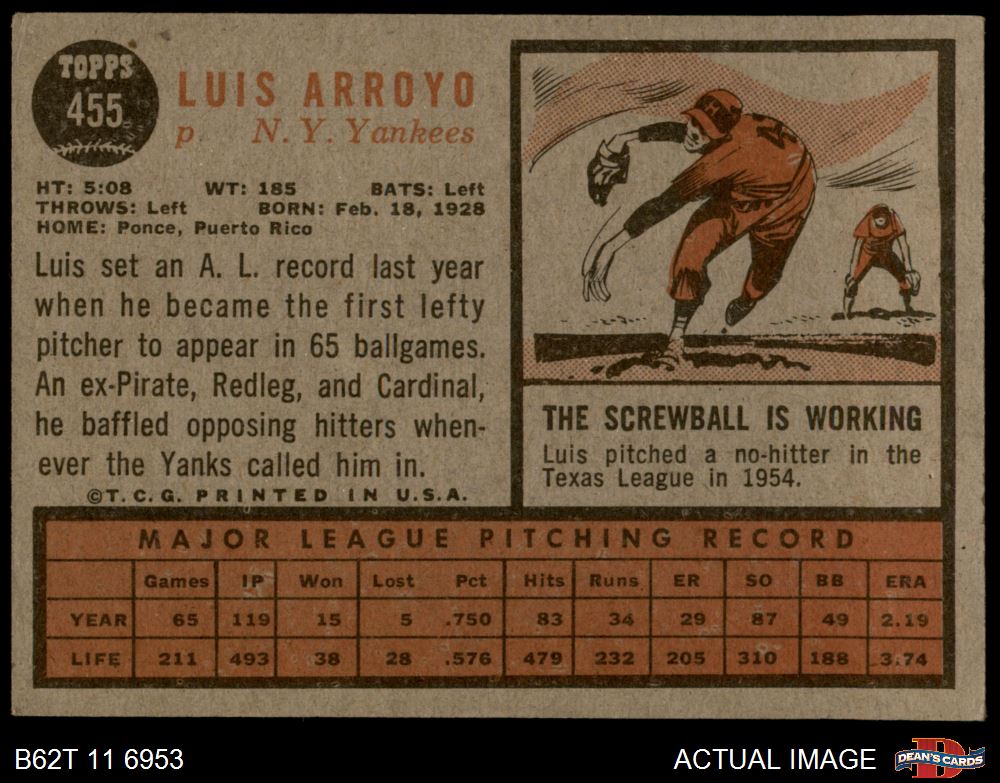 TOPPS
455
LUIS ARROYO
p N. Y. Yankees
HT: 5:08 WT: 185 BATS: Left
THROWS: Left BORN: Feb. 18, 1928
HOME: Ponce, Puerto Rico
Luis set an A. L. record last year
when he became the first lefty
pitcher to appear in 65 ballgames.
An ex-Pirate, Redleg, and Cardinal,
he baffled opposing hitters when-
ever the Yanks called him in.
©T. C. G. PRINTED IN U.S.A.
H
THE SCREWBALL IS WORKING
Luis pitched a no-hitter in the
Texas League in 1954.
MAJOR LEAGUE PITCHING RECORD
Games IP Won Lost Pct Hits Runs ER SO BB ERA
YEAR 65 119 15 5 .750 83 34 29 87 49 2.19
LIFE 211 493 38 28 .576 479 232 205 310 188 3.74
B62T 11 6953 ACTUAL IMAGE
D
DEAN'S CARDS